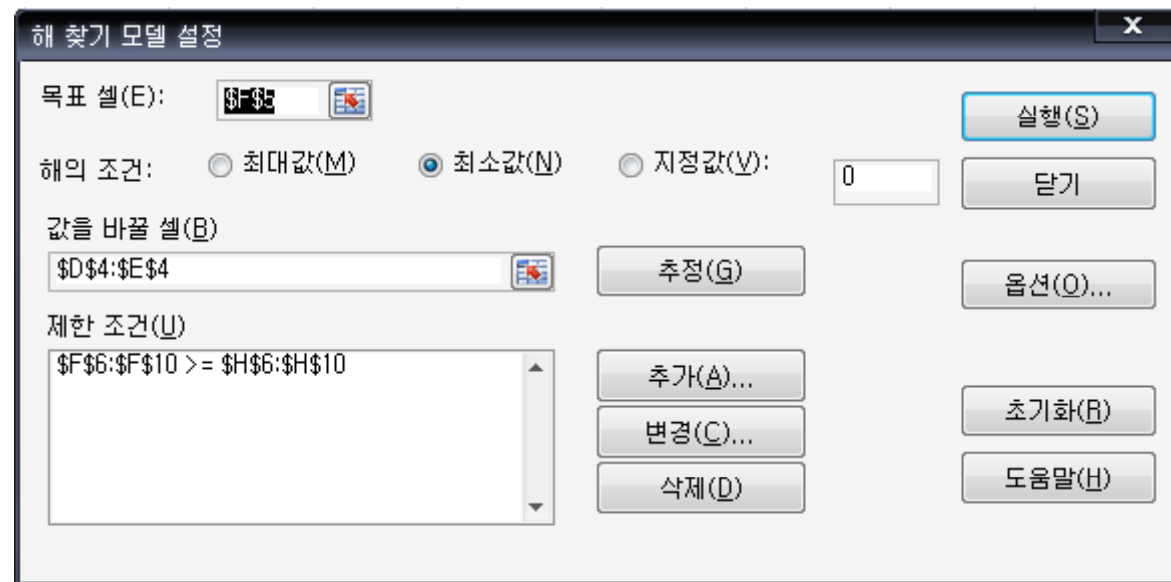 해 찾기 모델 설정
X
목표 셀(E): $F$5
실행(S)
해의 조건: 최대값(M) 최소값(N) 지정값(V): 0
닫기
값을 바꿀 셀(B)
$D$4:$E$4
추정(G)
옵션(O)...
제한 조건(U)
$F$6:$F$10 >= $H$6:$H$10
추가(A)...
변경(C)...
삭제(D)
초기화(R)
도움말(H)